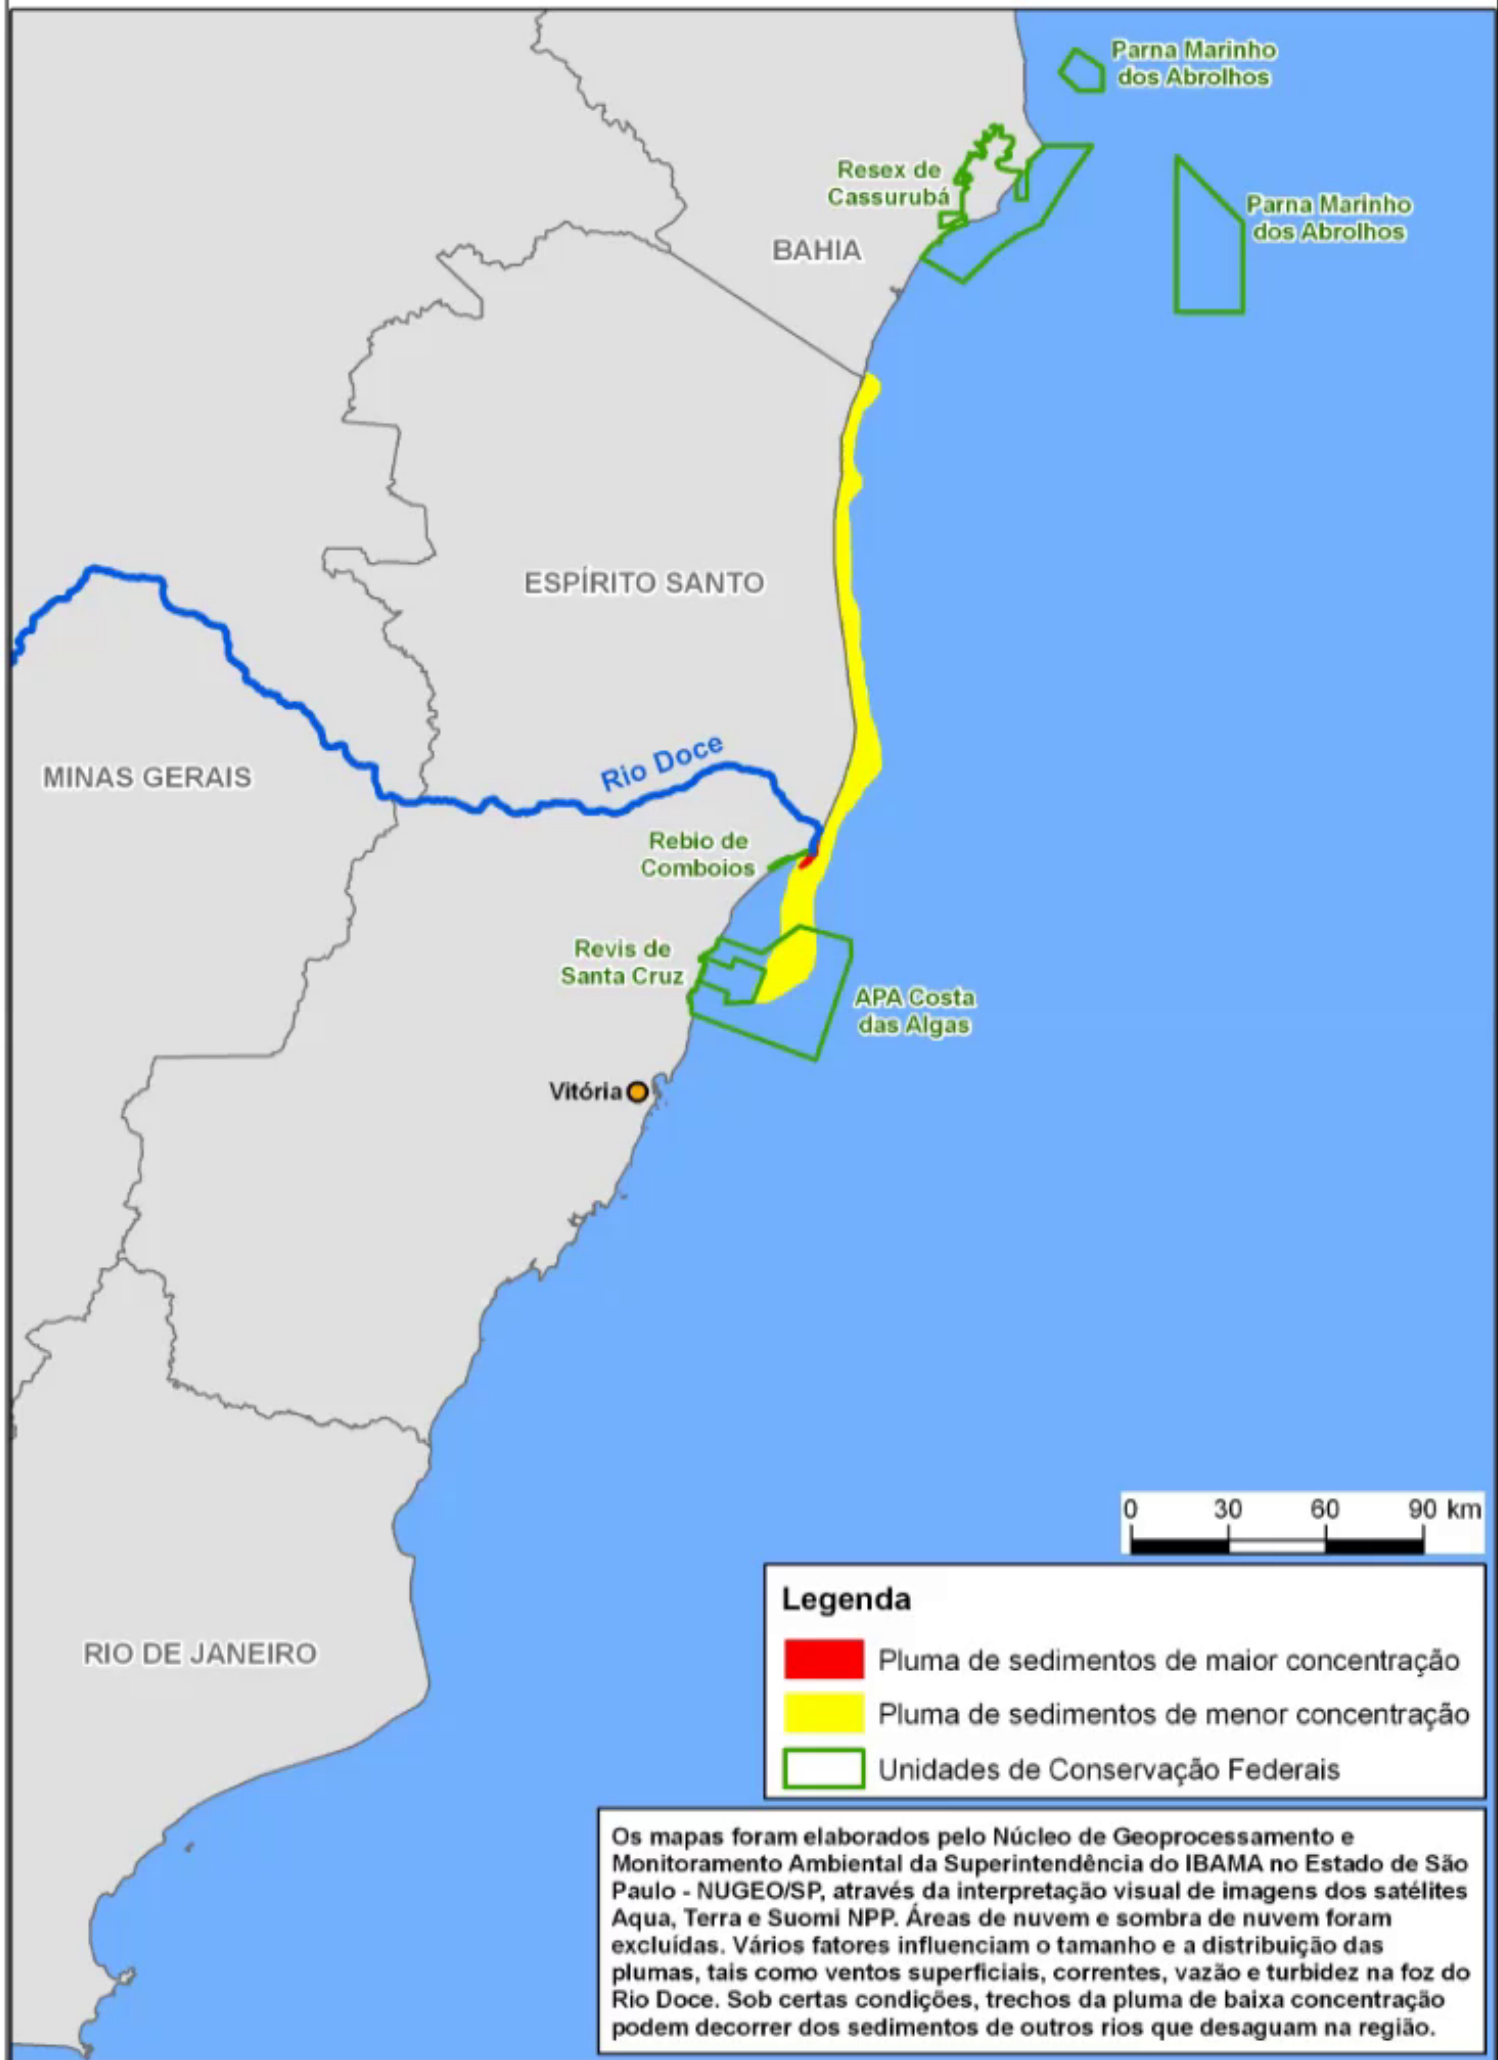 Parna Marinho
dos Abrolhos
Resex de
Cassurubá
Parna Marinho
dos Abrolhos
BAHIA
ESPÍRITO SANTO
Rio Doce
MINAS GERAIS
Rebio de
Comboios
Revis de
Santa Cruz
APA Costa
das Algas
Vitória
0 30 60 90 km
Legenda
RIO DE JANEIRO
Pluma de sedimentos de maior concentração
Pluma de sedimentos de menor concentração
Unidades de Conservação Federais
Os mapas foram elaborados pelo Núcleo de Geoprocessamento e
Monitoramento Ambiental da Superintendência do IBAMA no Estado de São
Paulo - NUGEO/SP, através da interpretação visual de imagens dos satélites
Aqua, Terra e Suomi NPP. Áreas de nuvem e sombra de nuvem foram
excluídas. Vários fatores influenciam o tamanho e a distribuição das
plumas, tais como ventos superficiais, correntes, vazão e turbidez na foz do
Rio Doce. Sob certas condições, trechos da pluma de baixa concentração
podem decorrer dos sedimentos de outros rios que desaguam na região.